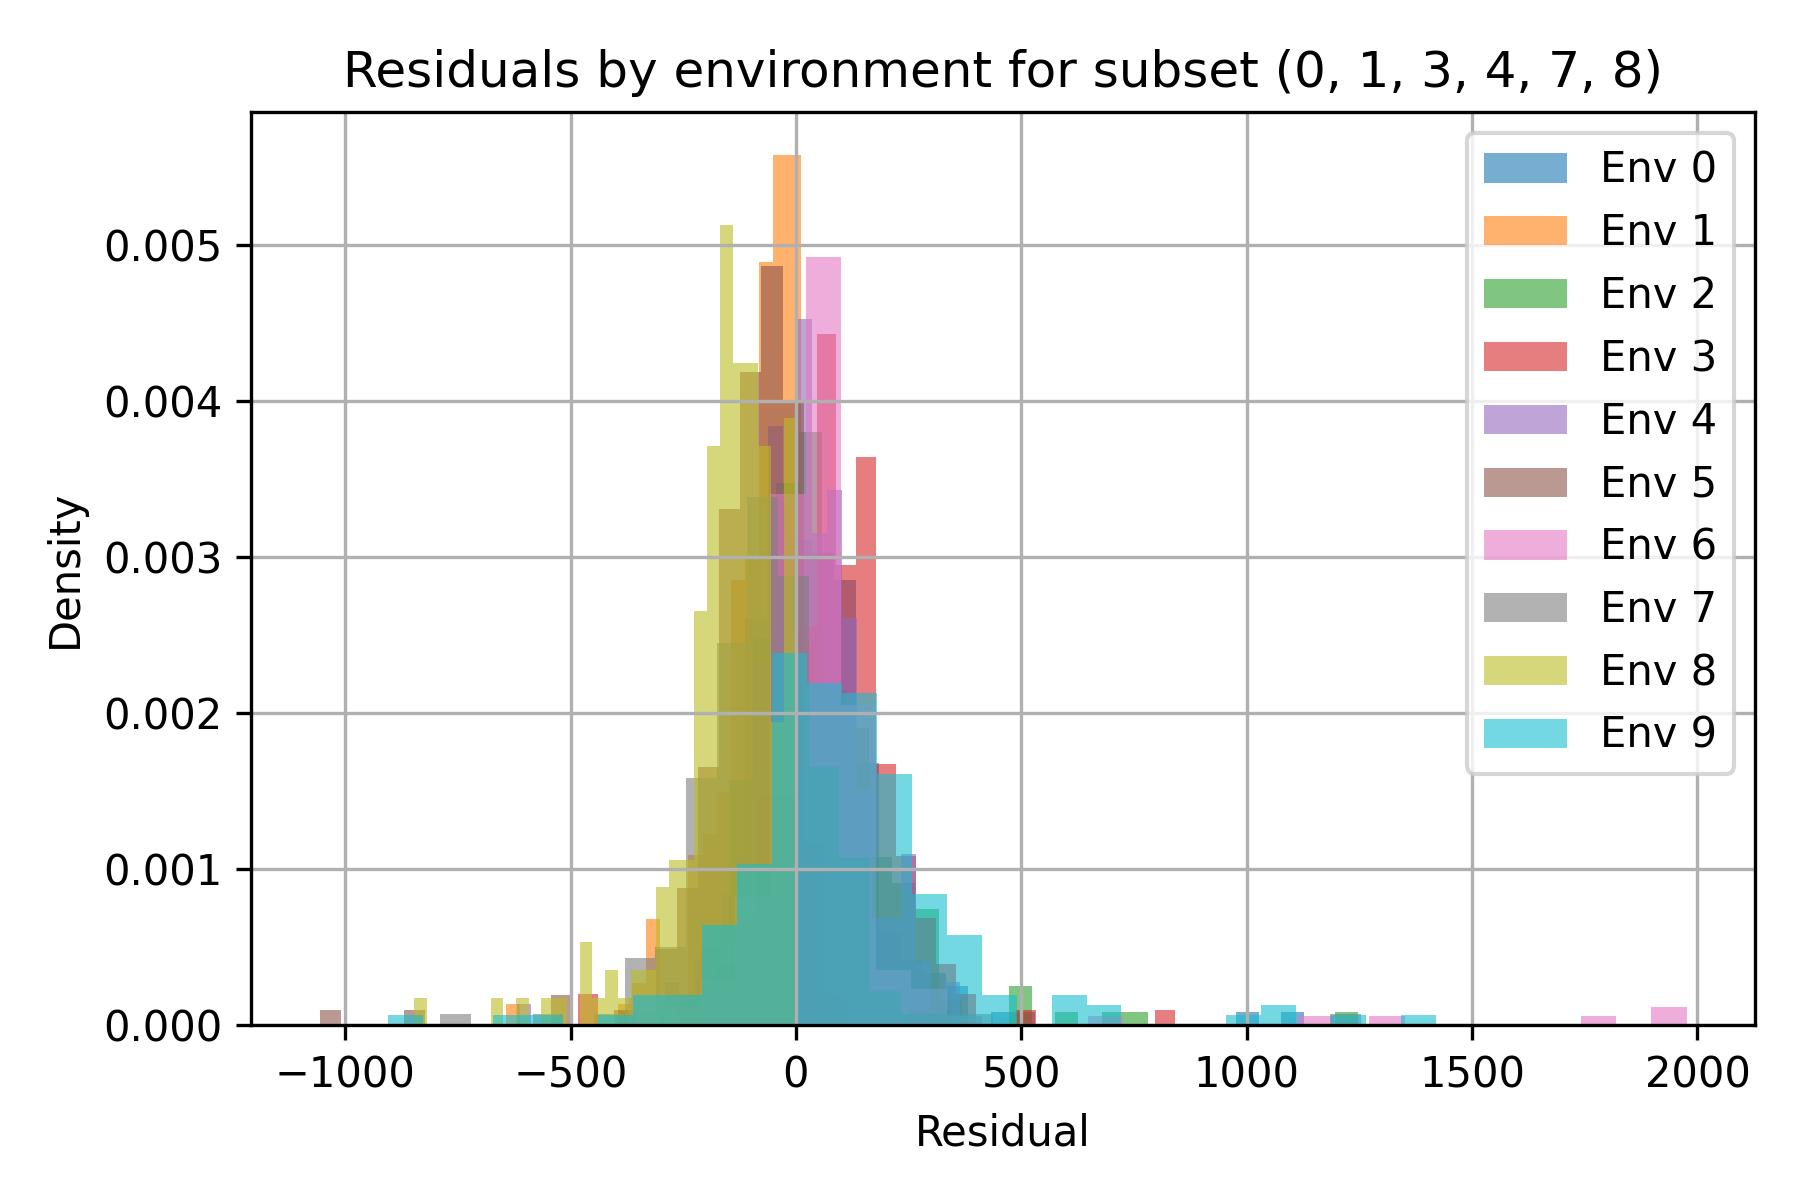 Residuals by environment for subset (0, 1, 3, 4, 7, 8)
Env 0
Env 1
Env 2
Env 3
Env 4
Env 5
Env 6
Env 7
Env 8
Env 9
Density
0.005
0.004
0.003
0.002
0.001
0.000
−1000
−500
0
500
1000
1500
2000
Residual